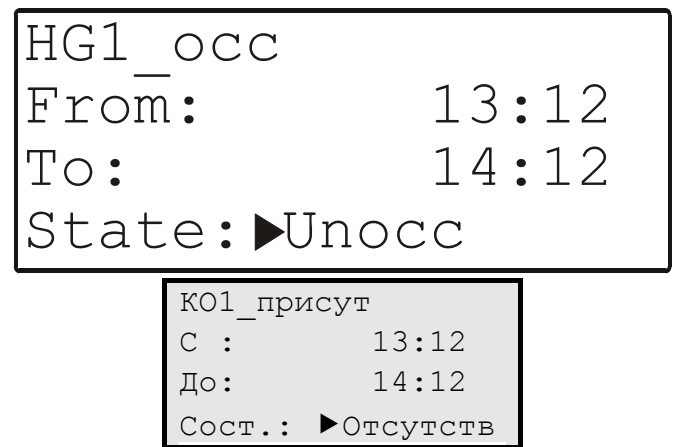 HG1_occ
From: 13:12
To: 14:12
State:▶Unocc
КО1_присут
С : 13:12
До: 14:12
Сост.: ▶Отсутств